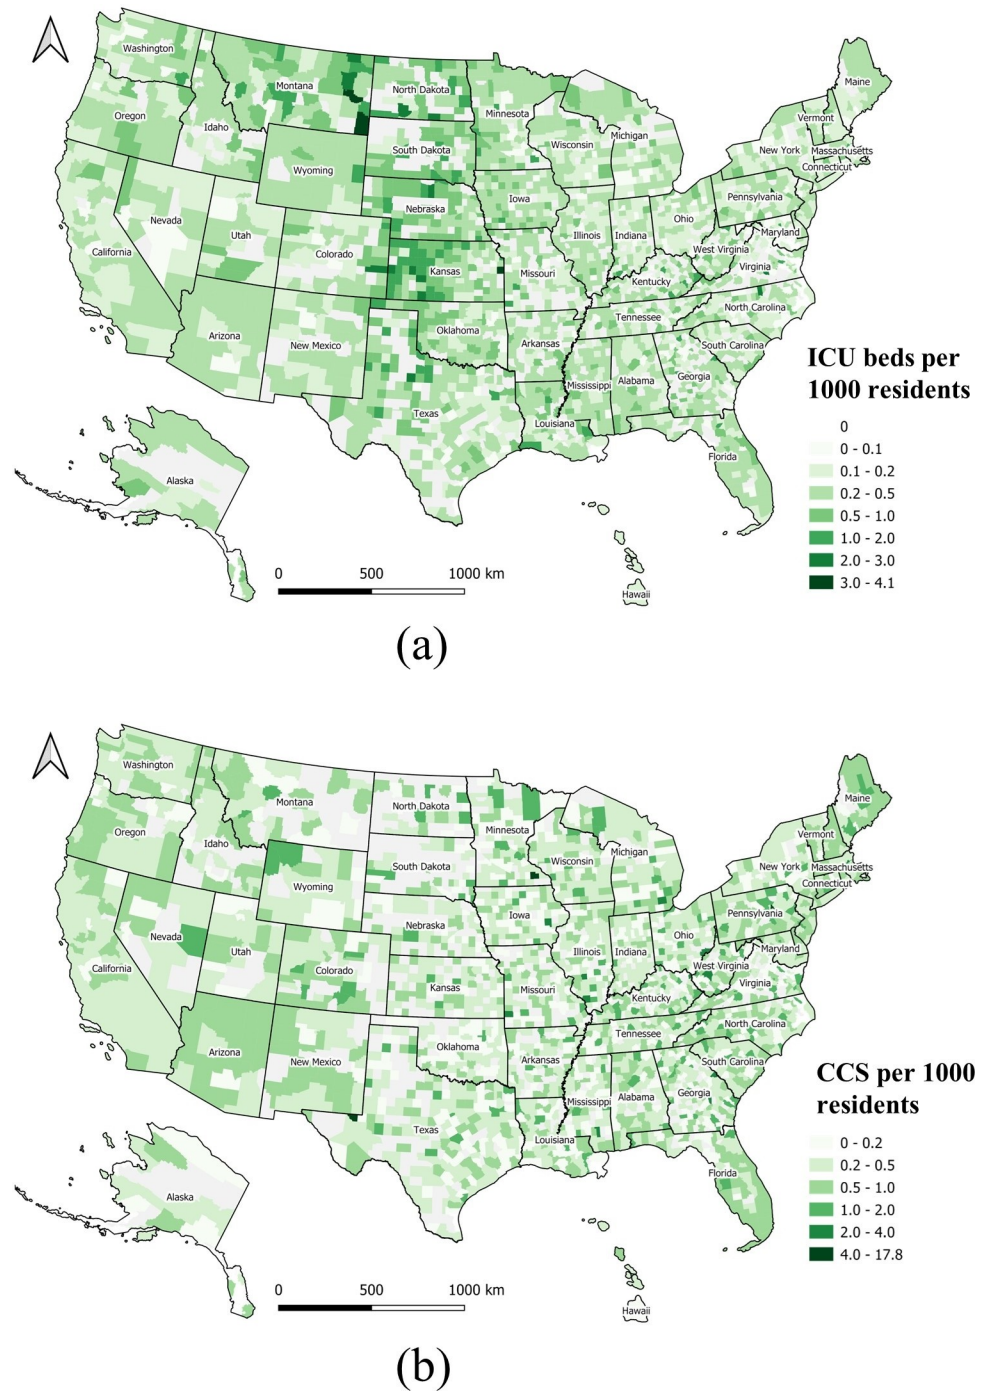 Washington
Montana
North Dakota
Minnesota
Maine
Oregon
Idaho
Wisconsin
Michigan
Vermont
New York
Massachusetts
Connecticut
South Dakota
Wyoming
Nebraska
Iowa
Pennsylvania
Nevada
Utah
Colorado
Kansas
Illinois
Indiana
Ohio
Maryland
West Virginia
Virginia
California
Missouri
Kentucky
North Carolina
Tennessee
Arizona
New Mexico
Oklahoma
Arkansas
South Carolina
Mississippi
Alabama
Georgia
Texas
Louisiana
Florida
Alaska
Hawaii
ICU beds per
1000 residents
0
0 - 0.1
0.1 - 0.2
0.2 - 0.5
0.5 - 1.0
1.0 - 2.0
2.0 - 3.0
3.0 - 4.1
0 500 1000 km
(a)
Washington
Montana
North Dakota
Minnesota
Maine
Oregon
Idaho
Wisconsin
Michigan
Vermont
New York
Massachusetts
Connecticut
South Dakota
Wyoming
Nebraska
Iowa
Pennsylvania
Nevada
Utah
Colorado
Kansas
Illinois
Indiana
Ohio
Maryland
West Virginia
Virginia
California
Missouri
Kentucky
North Carolina
Tennessee
Arizona
New Mexico
Oklahoma
Arkansas
South Carolina
Mississippi
Alabama
Georgia
Texas
Louisiana
Florida
Alaska
Hawaii
CCS per 1000
residents
0 - 0.2
0.2 - 0.5
0.5 - 1.0
1.0 - 2.0
2.0 - 4.0
4.0 - 17.8
0 500 1000 km
(b)